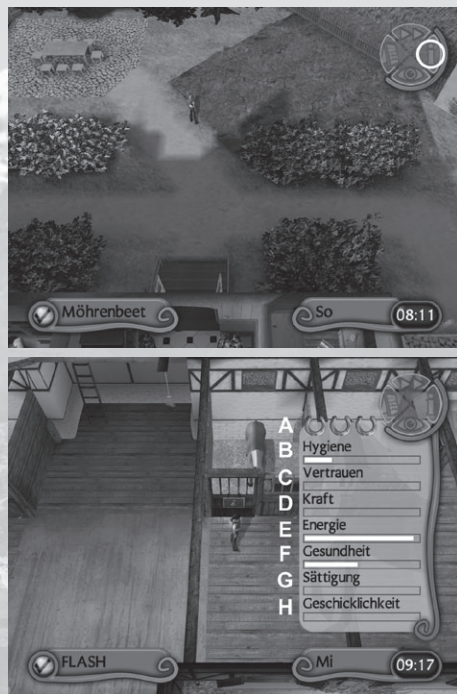 Möhrenbeet
So
08:11
A
B Hygiene
C Vertrauen
D Kraft
E Energie
F Gesundheit
G Sättigung
H Geschicklichkeit
FLASH
Mi
09:17